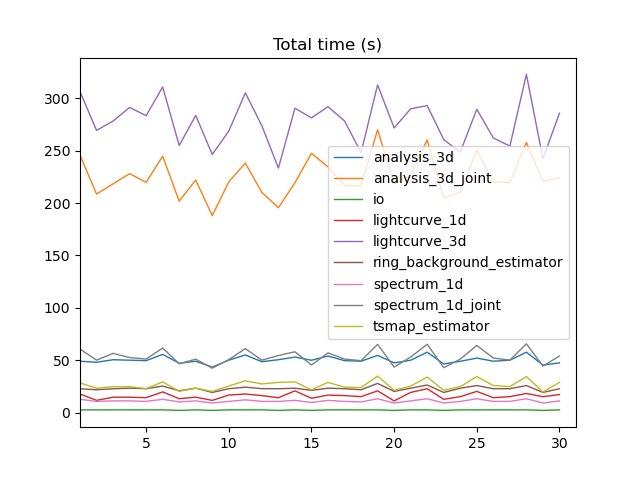 Total time (s)
300
250
200
150
100
50
0
analysis_3d
analysis_3d_joint
io
lightcurve_1d
lightcurve_3d
ring_background_estimator
spectrum_1d
spectrum_1d_joint
tsmap_estimator
5 10 15 20 25 30